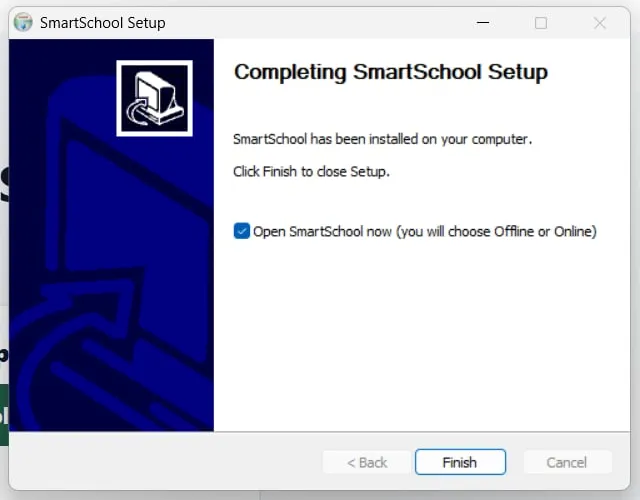 SmartSchool Setup
Completing SmartSchool Setup
SmartSchool has been installed on your computer.
Click Finish to close Setup.
Open SmartSchool now (you will choose Offline or Online)
< Back
Finish
Cancel